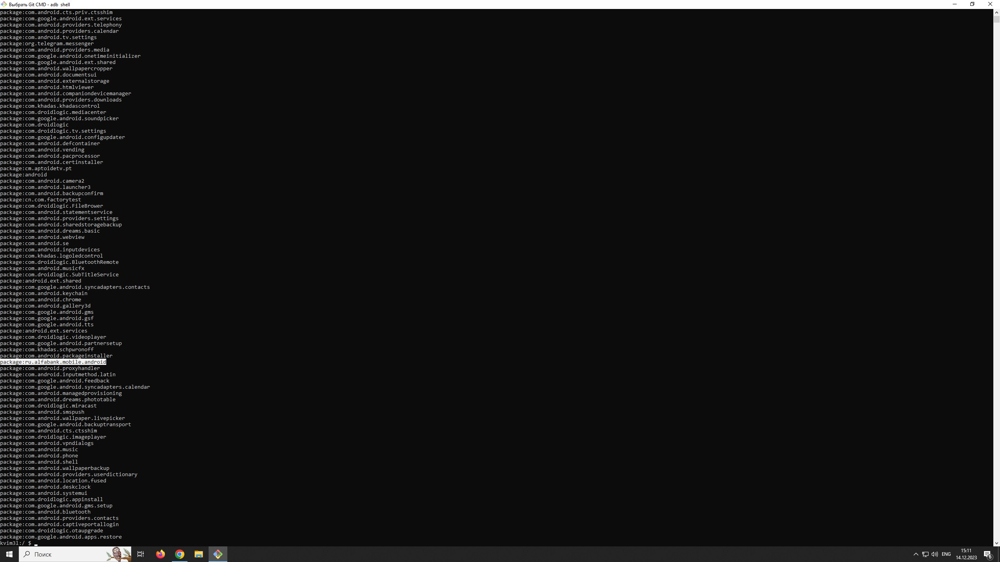 Выбрать Git CMD - adb  shell
package:com.android.cts.priv.ctsshim
package:com.google.android.ext.services
package:com.android.providers.telephony
package:com.android.providers.calendar
package:com.android.tv.settings
package:org.telegram.messenger
package:com.android.providers.media
package:com.google.android.onetimeinitializer
package:com.google.android.ext.shared
package:com.android.wallpapercropper
package:com.android.documentsui
package:com.android.externalstorage
package:com.android.htmlviewer
package:com.android.companiondevicemanager
package:com.android.providers.downloads
package:com.khadas.khadascontrol
package:com.droidlogic.mediacenter
package:com.google.android.soundpicker
package:com.droidlogic
package:com.droidlogic.tv.settings
package:com.google.android.configupdater
package:com.android.defcontainer
package:com.android.vending
package:com.android.pacprocessor
package:com.android.certinstaller
package:cm.aptoidetv.pt
package:android
package:com.android.camera2
package:com.android.launcher3
package:com.android.backupconfirm
package:cn.com.factorytest
package:com.droidlogic.FileBrower
package:com.android.statementservice
package:com.android.providers.settings
package:com.android.sharedstoragebackup
package:com.android.dreams.basic
package:com.android.webview
package:com.android.se
package:com.android.inputdevices
package:com.khadas.logoledcontrol
package:com.droidlogic.BluetoothRemote
package:com.android.musicfx
package:com.droidlogic.SubTitleService
package:android.ext.shared
package:com.google.android.syncadapters.contacts
package:com.android.keychain
package:com.android.chrome
package:com.android.gallery3d
package:com.google.android.gms
package:com.google.android.gsf
package:com.google.android.tts
package:android.ext.services
package:com.droidlogic.videoplayer
package:com.google.android.partnersetup
package:com.khadas.schpwronoff
package:com.android.packageinstaller
package:ru.alfabank.mobile.android
package:com.android.proxyhandler
package:com.android.inputmethod.latin
package:com.google.android.feedback
package:com.google.android.syncadapters.calendar
package:com.android.managedprovisioning
package:com.android.dreams.phototable
package:com.droidlogic.miracast
package:com.android.smspush
package:com.android.wallpaper.livepicker
package:com.google.android.backuptransport
package:com.android.cts.ctsshim
package:com.droidlogic.imageplayer
package:com.android.vpndialogs
package:com.android.music
package:com.android.phone
package:com.android.shell
package:com.android.wallpaperbackup
package:com.android.providers.userdictionary
package:com.android.location.fused
package:com.android.deskclock
package:com.android.systemui
package:com.droidlogic.appinstall
package:com.google.android.gms.setup
package:com.android.bluetooth
package:com.android.providers.contacts
package:com.android.captiveportallogin
package:com.droidlogic.otaupgrade
package:com.google.android.apps.restore
kvim3l:/ $
Поиск
ENG
15:11
14.12.2023
6